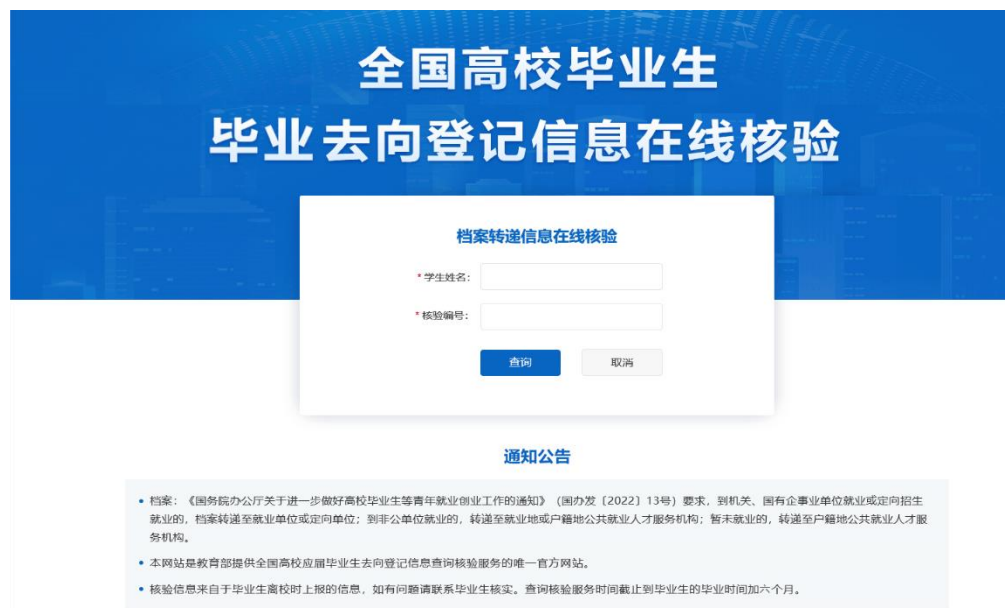 全国高校毕业生
毕业去向登记信息在线核验
档案转递信息在线核验
*学生姓名：
*核验编号：
查询 取消
通知公告
• 档案：《国务院办公厅关于进一步做好高校毕业生等青年就业创业工作的通知》（国办发〔2022〕13号）要求，到机关、国有企事业单位就业或定向招生
就业的，档案转递至就业单位或定向单位；到非公单位就业的，转递至就业地或户籍地公共就业人才服务机构；暂未就业的，转递至户籍地公共就业人才服
务机构。
• 本网站是教育部提供全国高校应届毕业生去向登记信息查询核验服务的唯一官方网站。
• 核验信息来自于毕业生离校时上报的信息，如有问题请联系毕业生核实。查询核验服务时间截止到毕业生的毕业时间加六个月。